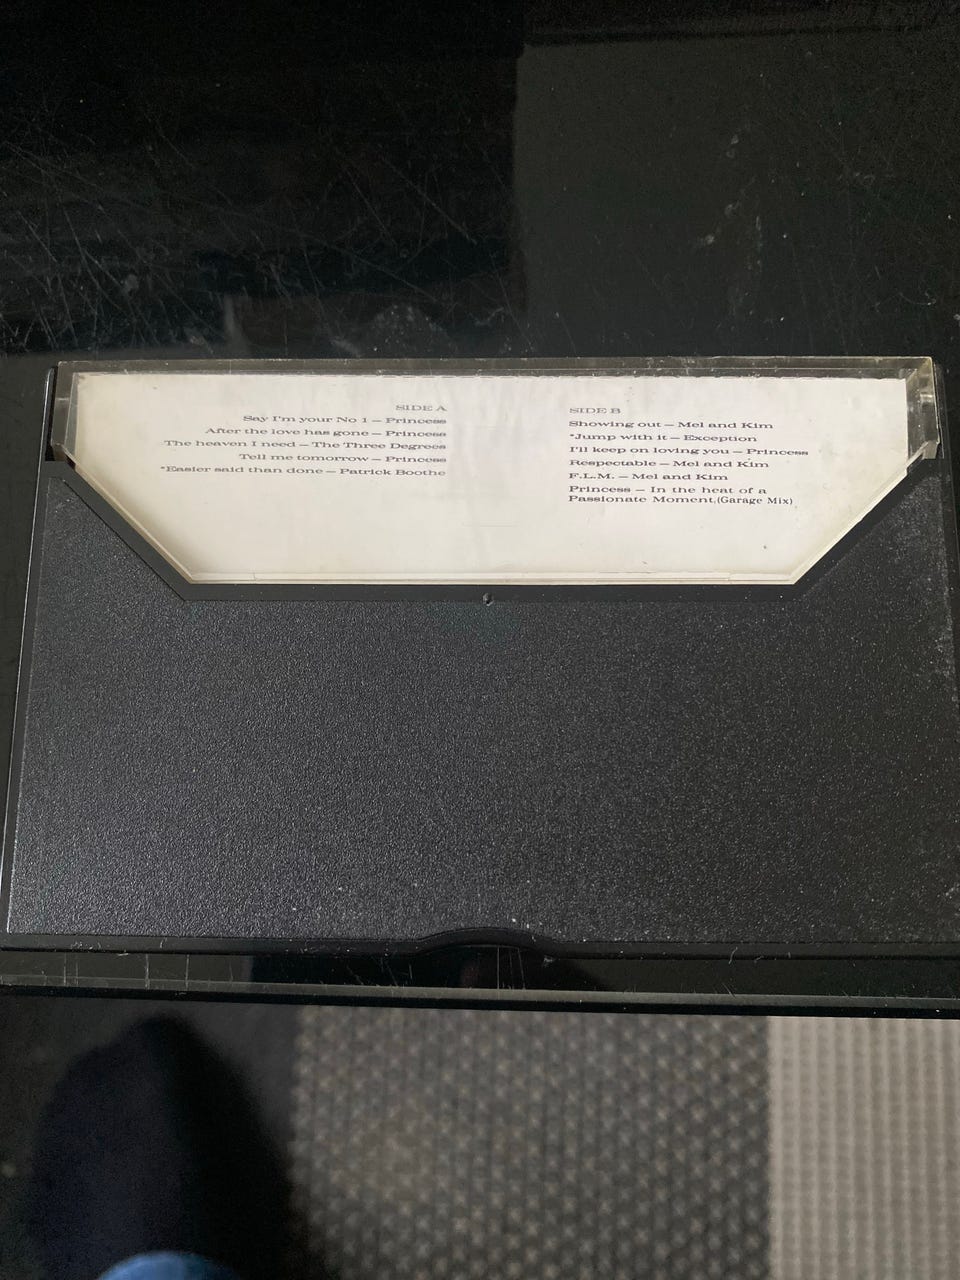 SIDE A
Say I'm your No 1 – Princess
After the love has gone – Princess
The heaven I need – The Three Degrees
Tell me tomorrow – Princess
*Easier said than done – Patrick Boothe
SIDE B
Showing out – Mel and Kim
*Jump with it – Exception
I'll keep on loving you – Princess
Respectable – Mel and Kim
F.L.M. – Mel and Kim
Princess – In the heat of a
Passionate Moment,(Garage Mix)